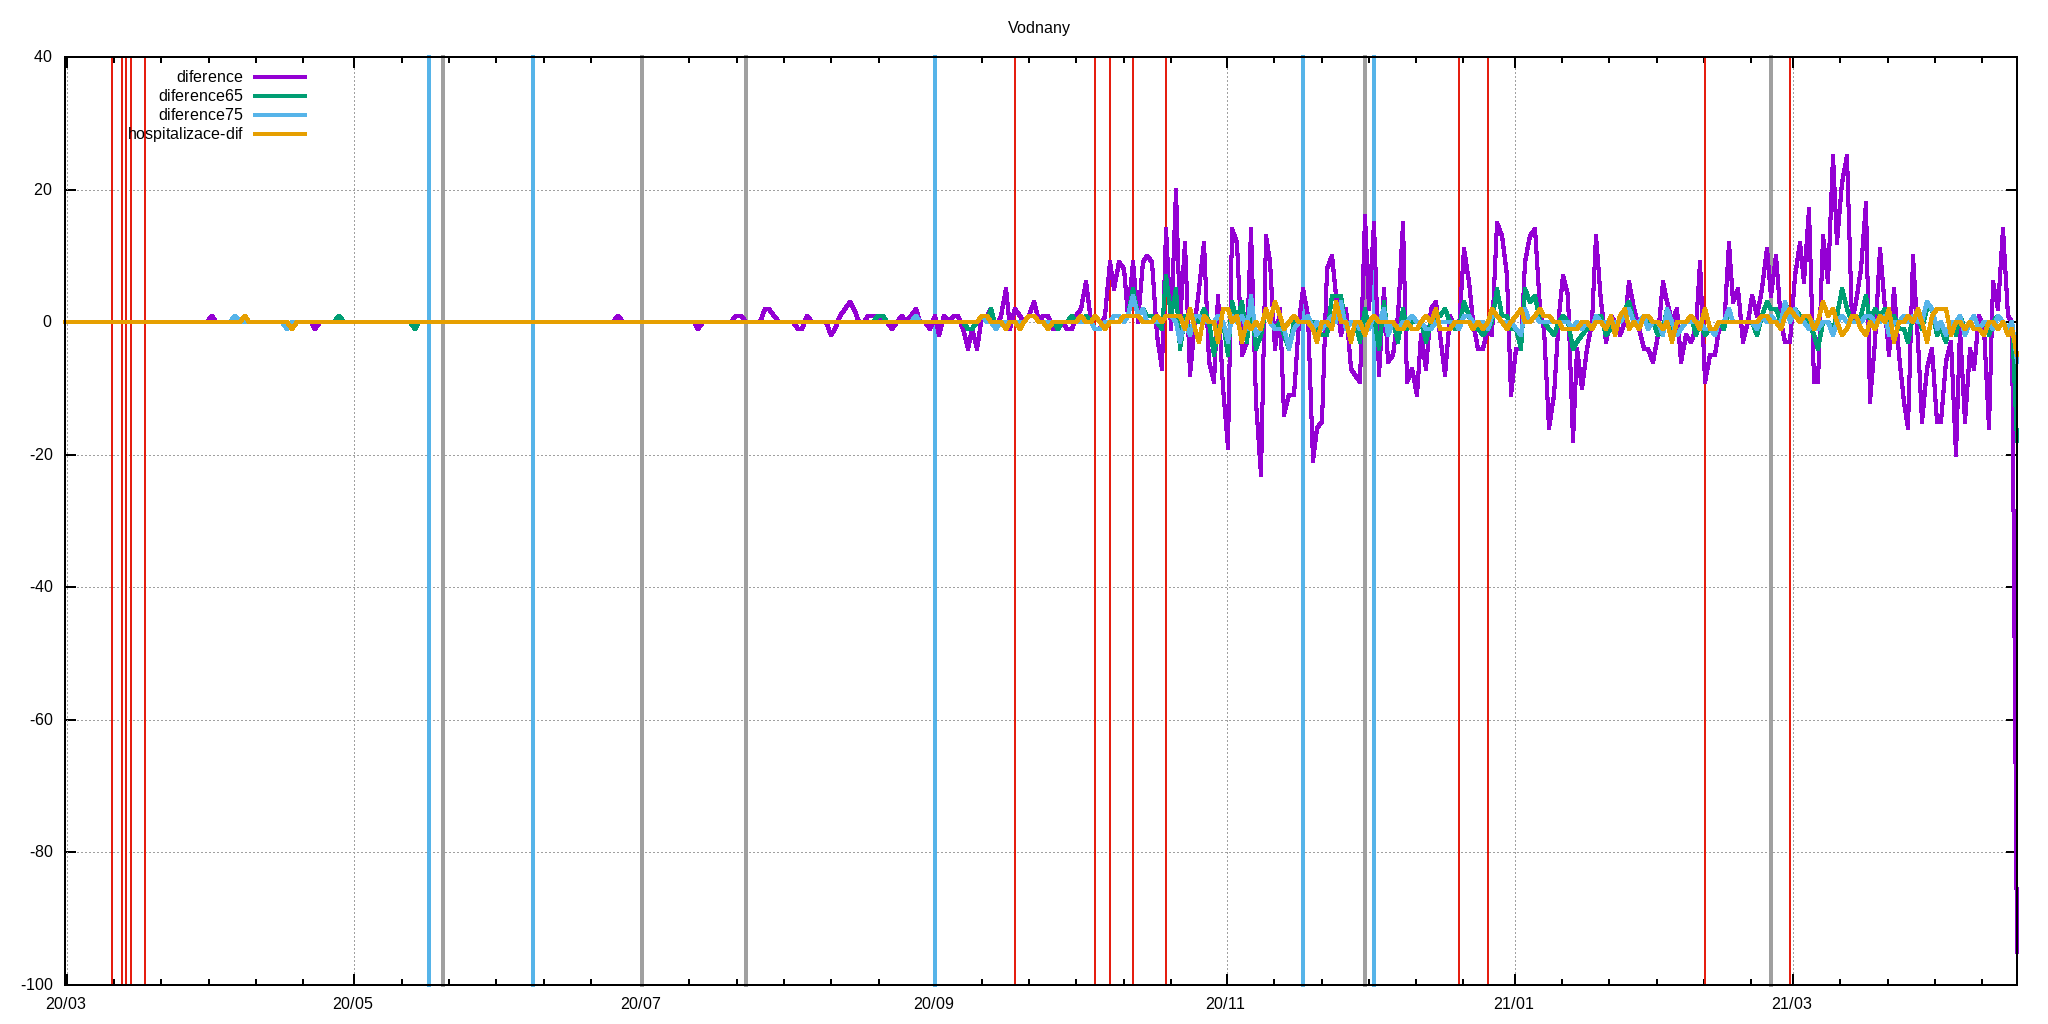 Vodnany
40
diference
diference65
diference75
hospitalizace-dif
20
0
-20
-40
-60
-80
-100
20/03 20/05 20/07 20/09 20/11 21/01 21/03